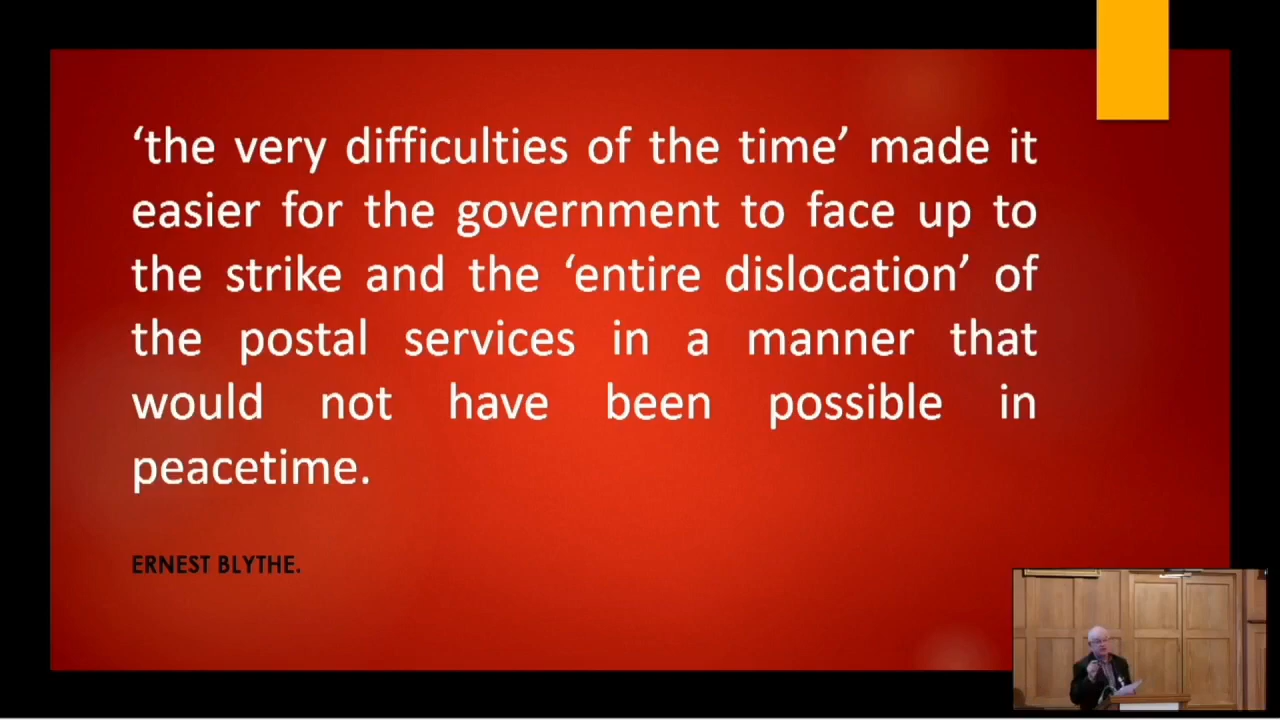 ‘the very difficulties of the time’ made it
easier for the government to face up to
the strike and the ‘entire dislocation’ of
the postal services in a manner that
would not have been possible in
peacetime.
ERNEST BLYTHE.